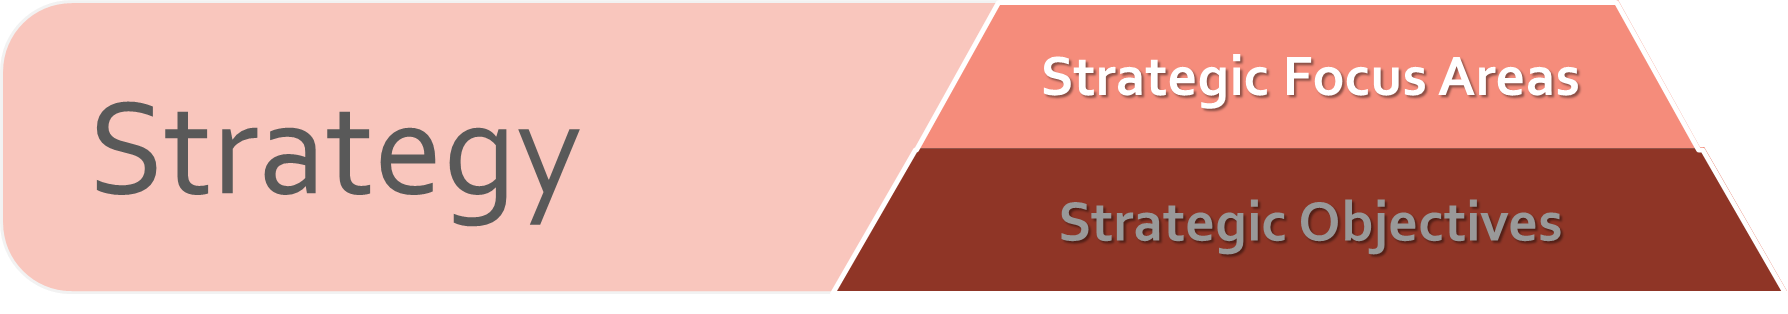 Strategy
Strategic Focus Areas
Strategic Objectives